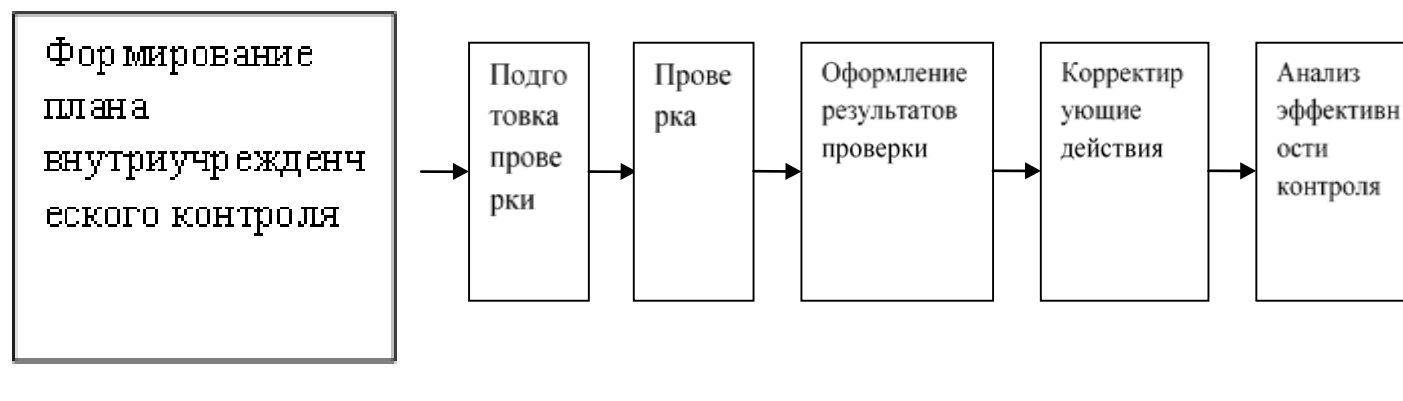 Формирование
плана
внутриучрежденч
еского контроля
Подго
товка
прове
рки
Прове
рка
Оформление
результатов
проверки
Корректир
ующие
действия
Анализ
эффективн
ости
контроля